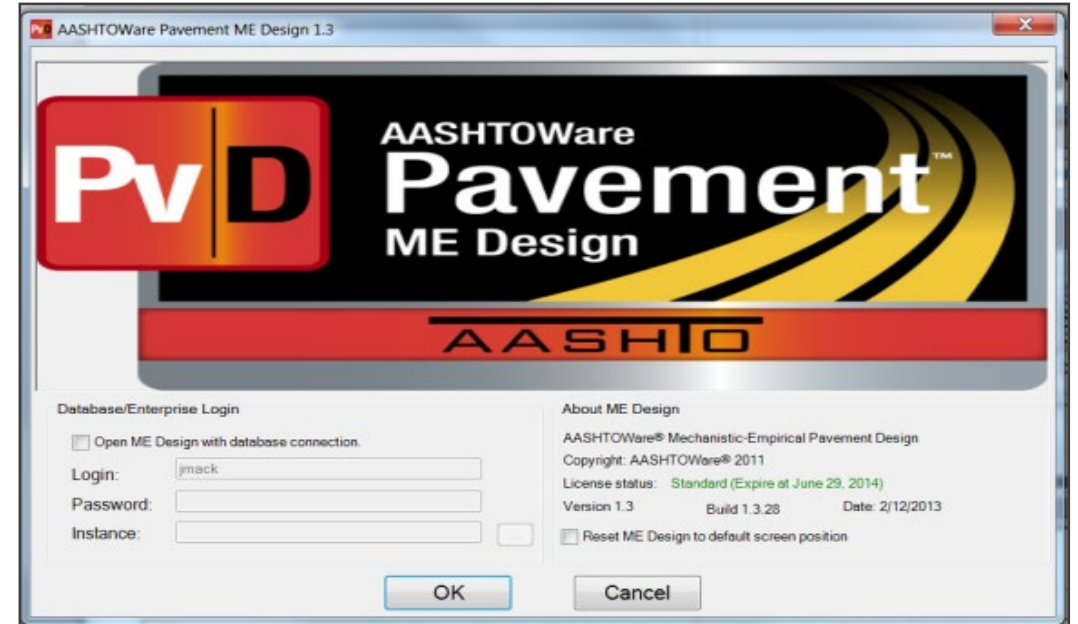 PvD AASHTOWare Pavement ME Design 1.3
X
Pv|D
AASHTOWare
Pavement™
ME Design
AASHTO
Database/Enterprise Login
Open ME Design with database connection.
Login: jmack
Password:
Instance:
...
About ME Design
AASHTOWare® Mechanistic-Empirical Pavement Design
Copyright: AASHTOWare® 2011
License status: Standard (Expire at June 29, 2014)
Version 1.3 Build 1.3.28 Date: 2/12/2013
Reset ME Design to default screen position
OK Cancel